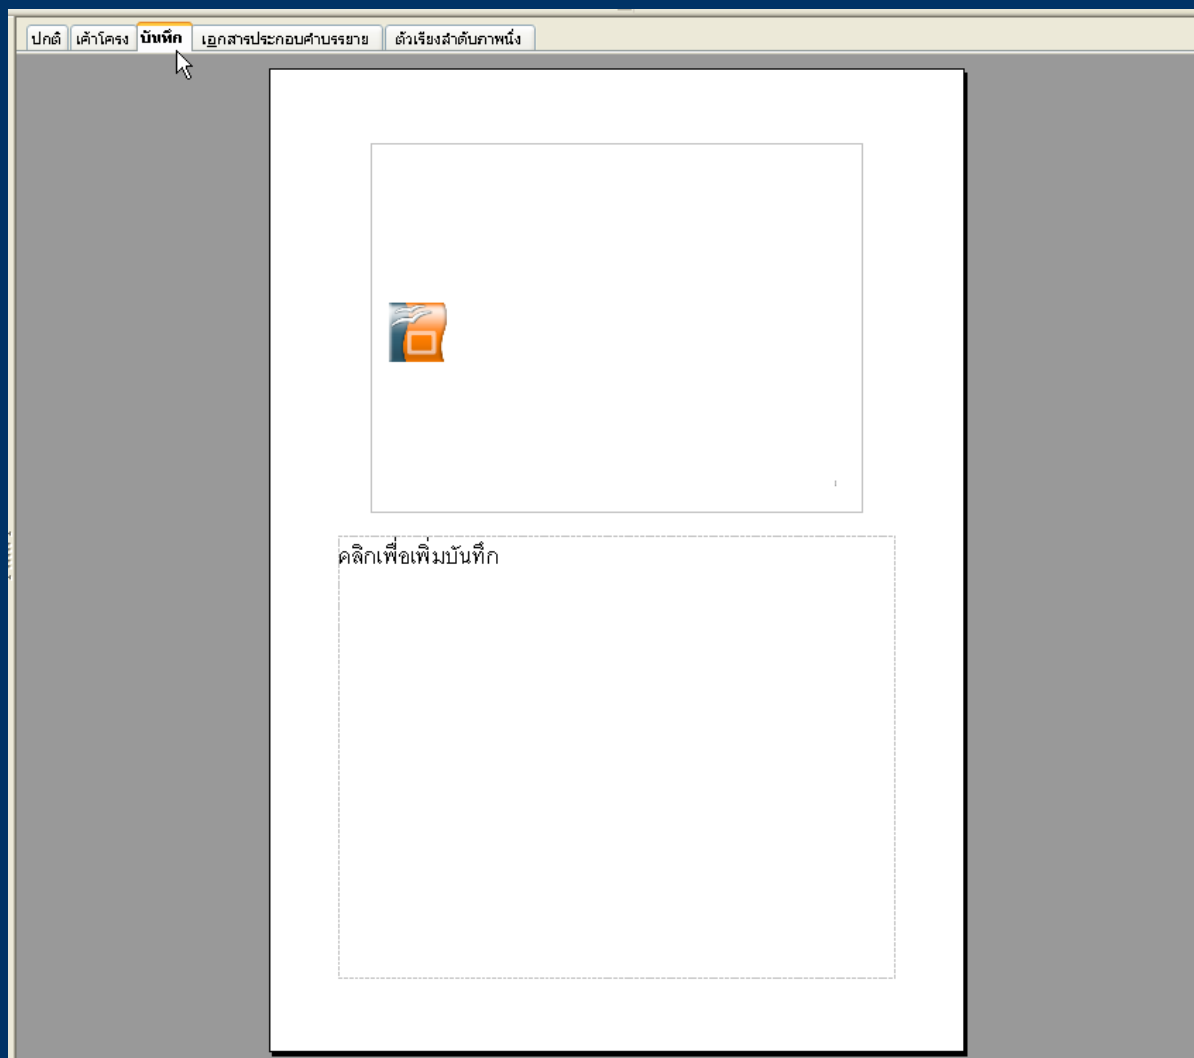 ปกติ เค้าโครง บันทึก เอกสารประกอบคำบรรยาย ตัวเรียงลำดับภาพนิ่ง
คลิกเพื่อเพิ่มบันทึก